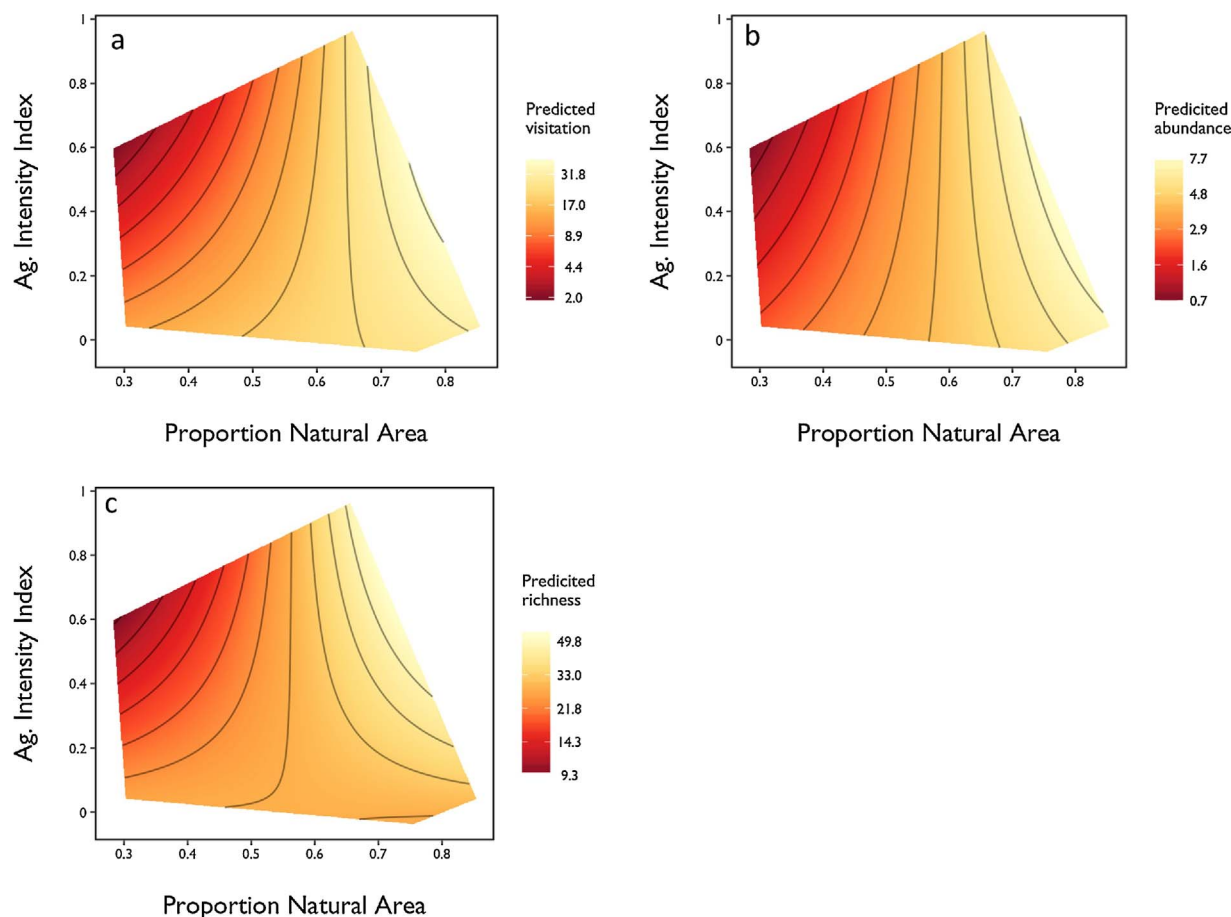 a
1
0.8
0.6
0.4
0.2
0
Ag. Intensity Index
0.3 0.4 0.5 0.6 0.7 0.8
Proportion Natural Area
Predicted
visitation
31.8
17.0
8.9
4.4
2.0
b
1
0.8
0.6
0.4
0.2
0
Ag. Intensity Index
0.3 0.4 0.5 0.6 0.7 0.8
Proportion Natural Area
Predicited
abundance
7.7
4.8
2.9
1.6
0.7
c
1
0.8
0.6
0.4
0.2
0
Ag. Intensity Index
0.3 0.4 0.5 0.6 0.7 0.8
Proportion Natural Area
Predicited
richness
49.8
33.0
21.8
14.3
9.3